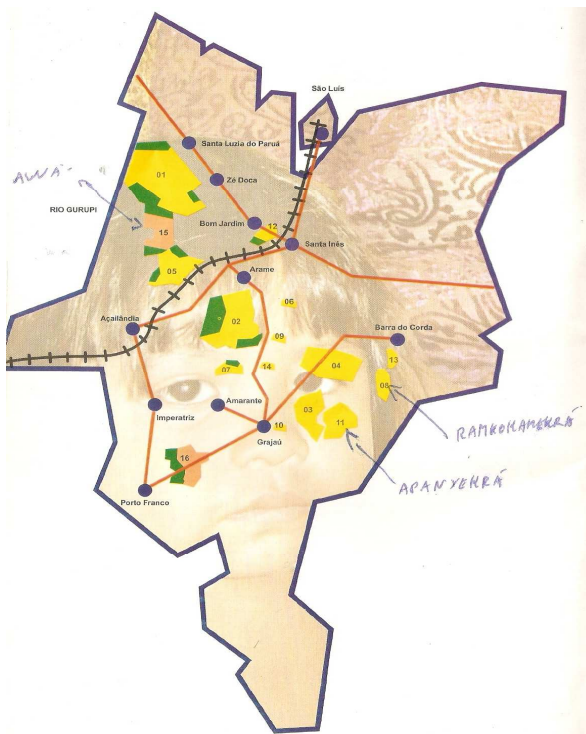 São Luis
Santa Luzia do Paruá
01
Zé Doca
AWÁ-
RIO GURUPI
Bom Jardim
12
15
Santa Inês
05
Arame
06
Açailândia
02
09
Barra do Corda
13
04
07
14
08
Imperatriz
Amarante
03
11
10
Grajaú
RAMKOKAMEKRÁ
16
APANYEKRÁ
Porto Franco